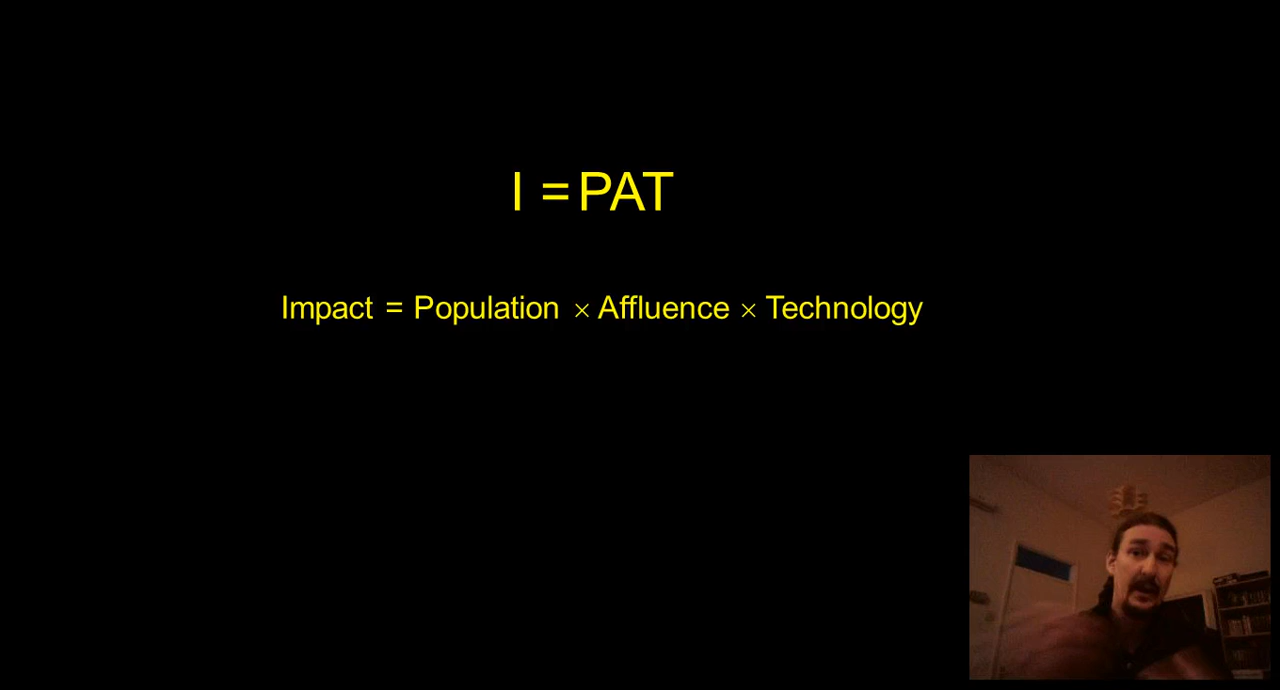 I = PAT
Impact = Population × Affluence × Technology